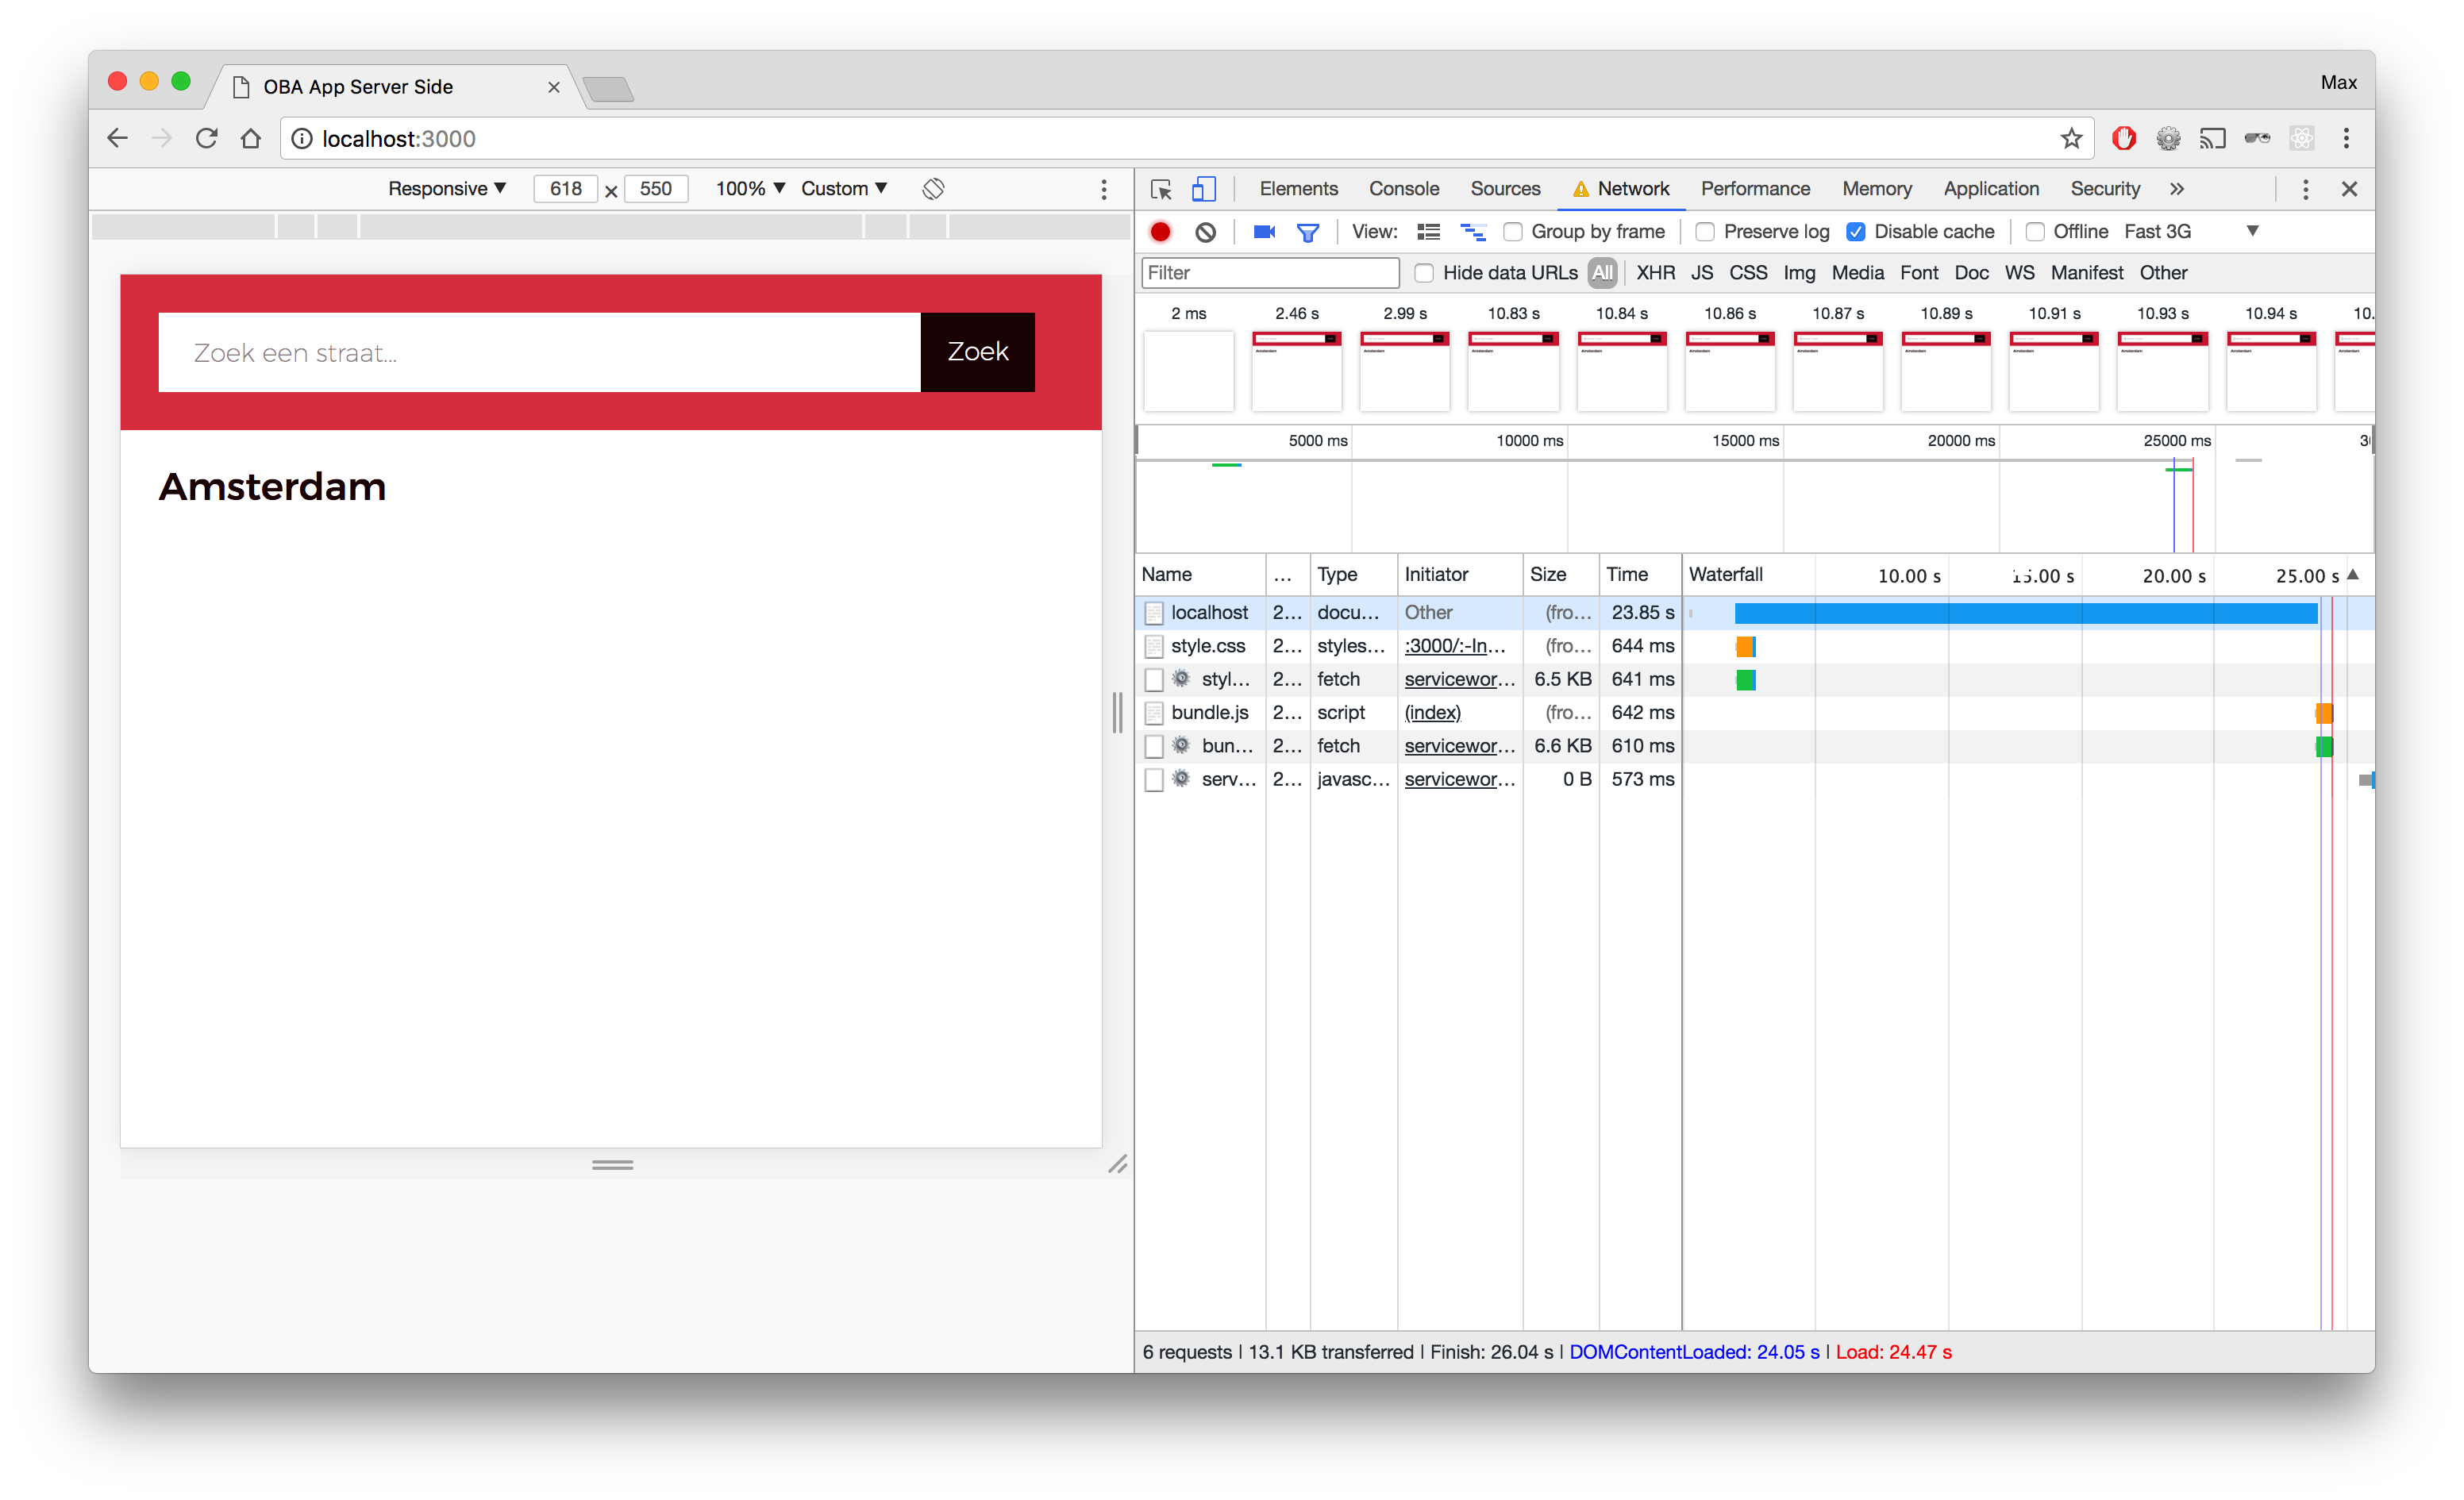 OBA App Server Side
Max
localhost:3000
Responsive ▼ 618 × 550 100% ▼ Custom ▼
Elements Console Sources Network Performance Memory Application Security »
View: Group by frame Preserve log Disable cache Offline Fast 3G ▼
Filter Hide data URLs All XHR JS CSS Img Media Font Doc WS Manifest Other
Zoek een straat... Zoek
Amsterdam
2 ms 2.46 s 2.99 s 10.83 s 10.84 s 10.86 s 10.87 s 10.89 s 10.91 s 10.93 s 10.94 s 10.
5000 ms 10000 ms 15000 ms 20000 ms 25000 ms
Name ... Type Initiator Size Time Waterfall 10.00 s 15.00 s 20.00 s 25.00 s ▲
localhost 2... docu... Other (fro... 23.85 s
style.css 2... styles... :3000/:-In... (fro... 644 ms
styl... 2... fetch servicewor... 6.5 KB 641 ms
bundle.js 2... script (index) (fro... 642 ms
bun... 2... fetch servicewor... 6.6 KB 610 ms
serv... 2... javasc... servicewor... 0 B 573 ms
6 requests | 13.1 KB transferred | Finish: 26.04 s | DOMContentLoaded: 24.05 s | Load: 24.47 s